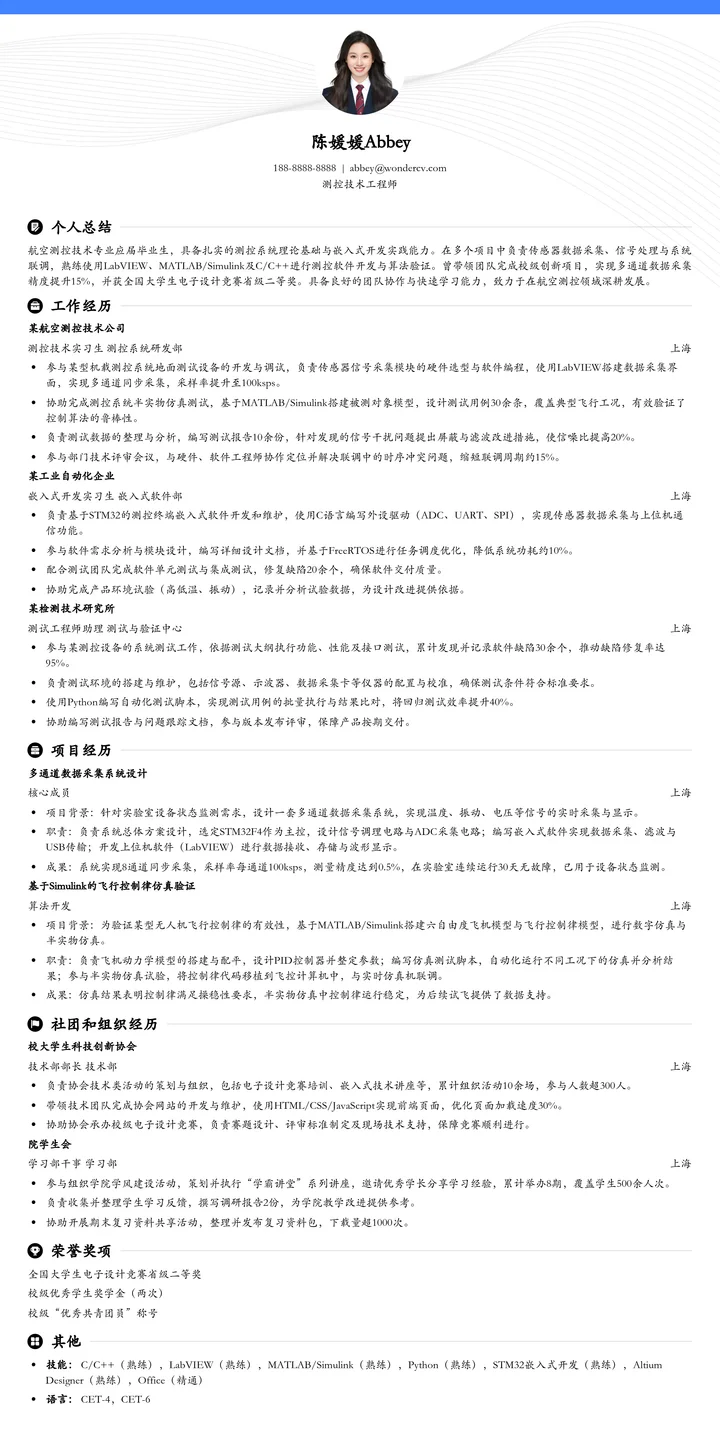 陈媛媛Abbey
188-8888-8888 | abbey@wondercv.com
测控技术工程师
个人总结
航空测控技术专业应届毕业生，具备扎实的测控系统理论基础与嵌入式开发实践能力。在多个项目中负责传感器数据采集、信号处理与系统
联调，熟练使用LabVIEW、MATLAB/Simulink及C/C++进行测控软件开发与算法验证。曾带领团队完成校级创新项目，实现多通道数据采集
精度提升15%，并获全国大学生电子设计竞赛省级二等奖。具备良好的团队协作与快速学习能力，致力于在航空测控领域深耕发展。
工作经历
某航空测控技术公司
测控技术实习生 测控系统研发部 上海
• 参与某型机载测控系统地面测试设备的开发与调试，负责传感器信号采集模块的硬件选型与软件编程，使用LabVIEW搭建数据采集界
面，实现多通道同步采集，采样率提升至100ksps。
• 协助完成测控系统半实物仿真测试，基于MATLAB/Simulink搭建被测对象模型，设计测试用例30余条，覆盖典型飞行工况，有效验证了
控制算法的鲁棒性。
• 负责测试数据的整理与分析，编写测试报告10余份，针对发现的信号干扰问题提出屏蔽与滤波改进措施，使信噪比提高20%。
• 参与部门技术评审会议，与硬件、软件工程师协作定位并解决联调中的时序冲突问题，缩短联调周期约15%。
某工业自动化企业
嵌入式开发实习生 嵌入式软件部 上海
• 负责基于STM32的测控终端嵌入式软件开发和维护，使用C语言编写外设驱动（ADC、UART、SPI），实现传感器数据采集与上位机通
信功能。
• 参与软件需求分析与模块设计，编写详细设计文档，并基于FreeRTOS进行任务调度优化，降低系统功耗约10%。
• 配合测试团队完成软件单元测试与集成测试，修复缺陷20余个，确保软件交付质量。
• 协助完成产品环境试验（高低温、振动），记录并分析试验数据，为设计改进提供依据。
某检测技术研究所
测试工程师助理 测试与验证中心 上海
• 参与某测控设备的系统测试工作，依据测试大纲执行功能、性能及接口测试，累计发现并记录软件缺陷30余个，推动缺陷修复率达
95%。
• 负责测试环境的搭建与维护，包括信号源、示波器、数据采集卡等仪器的配置与校准，确保测试条件符合标准要求。
• 使用Python编写自动化测试脚本，实现测试用例的批量执行与结果比对，将回归测试效率提升40%。
• 协助编写测试报告与问题跟踪文档，参与版本发布评审，保障产品按期交付。
项目经历
多通道数据采集系统设计
核心成员 上海
• 项目背景：针对实验室设备状态监测需求，设计一套多通道数据采集系统，实现温度、振动、电压等信号的实时采集与显示。
• 职责：负责系统总体方案设计，选定STM32F4作为主控，设计信号调理电路与ADC采集电路；编写嵌入式软件实现数据采集、滤波与
USB传输；开发上位机软件（LabVIEW）进行数据接收、存储与波形显示。
• 成果：系统实现8通道同步采集，采样率每通道100ksps，测量精度达到0.5%，在实验室连续运行30天无故障，已用于设备状态监测。
基于Simulink的飞行控制律仿真验证
算法开发 上海
• 项目背景：为验证某型无人机飞行控制律的有效性，基于MATLAB/Simulink搭建六自由度飞机模型与飞行控制律模型，进行数字仿真与
半实物仿真。
• 职责：负责飞机动力学模型的搭建与配平，设计PID控制器并整定参数；编写仿真测试脚本，自动化运行不同工况下的仿真并分析结
果；参与半实物仿真试验，将控制律代码移植到飞控计算机中，与实时仿真机联调。
• 成果：仿真结果表明控制律满足操稳性要求，半实物仿真中控制律运行稳定，为后续试飞提供了数据支持。
社团和组织经历
校大学生科技创新协会
技术部部长 技术部 上海
• 负责协会技术类活动的策划与组织，包括电子设计竞赛培训、嵌入式技术讲座等，累计组织活动10余场，参与人数超300人。
• 带领技术团队完成协会网站的开发与维护，使用HTML/CSS/JavaScript实现前端页面，优化页面加载速度30%。
• 协助协会承办校级电子设计竞赛，负责赛题设计、评审标准制定及现场技术支持，保障竞赛顺利进行。
院学生会
学习部干事 学习部 上海
• 参与组织学院学风建设活动，策划并执行“学霸讲堂”系列讲座，邀请优秀学长分享学习经验，累计举办8期，覆盖学生500余人次。
• 负责收集并整理学生学习反馈，撰写调研报告2份，为学院教学改进提供参考。
• 协助开展期末复习资料共享活动，整理并发布复习资料包，下载量超1000次。
荣誉奖项
全国大学生电子设计竞赛省级二等奖
校级优秀学生奖学金（两次）
校级“优秀共青团员”称号
其他
• 技能： C/C++（熟练）, LabVIEW（熟练）, MATLAB/Simulink（熟练）, Python（熟练）, STM32嵌入式开发（熟练）, Altium
Designer（熟练）, Office（精通）
• 语言： CET-4，CET-6